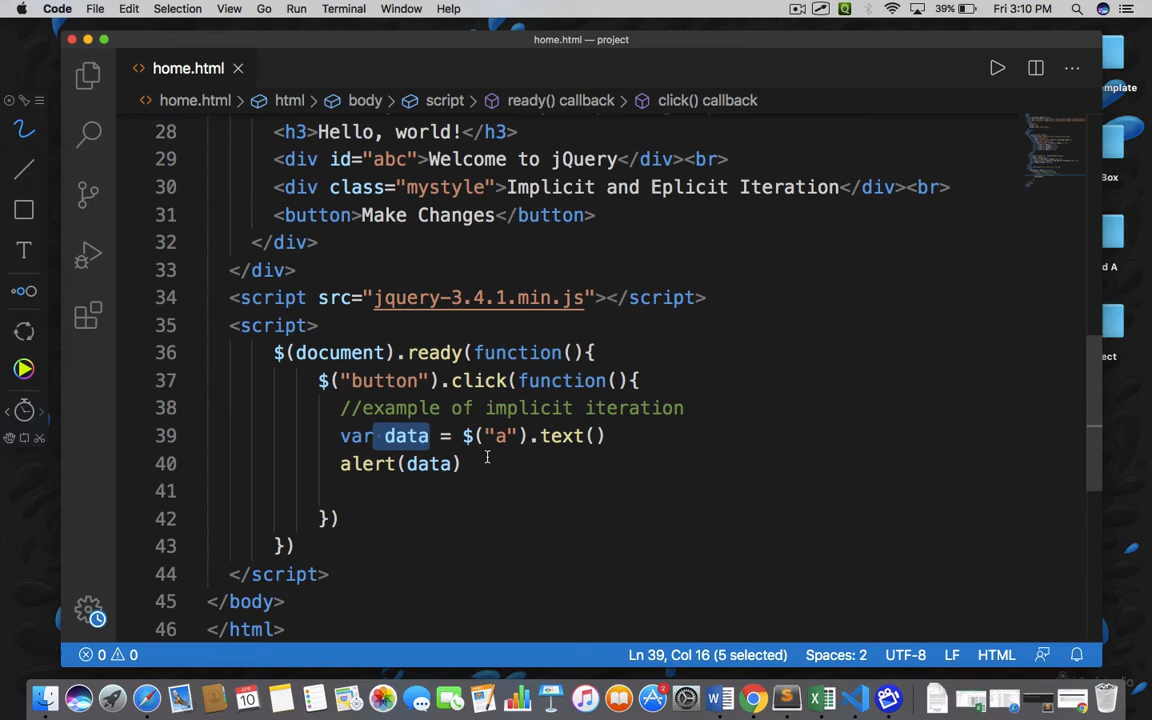 Code File Edit Selection View Go Run Terminal Window Help 39% Fri 3:10 PM
home.html — project
home.html
home.html > html > body > script > ready() callback > click() callback
28 <h3>Hello, world!</h3>
29 <div id="abc">Welcome to jQuery</div><br>
30 <div class="mystyle">Implicit and Eplicit Iteration</div><br>
31 <button>Make Changes</button>
32 </div>
33 </div>
34 <script src="jquery-3.4.1.min.js"></script>
35 <script>
36 $(document).ready(function(){
37 $("button").click(function(){
38 //example of implicit iteration
39 var data = $("a").text()
40 alert(data)
41
42 })
43 })
44 </script>
45 </body>
46 </html>
0 0 Ln 39, Col 16 (5 selected) Spaces: 2 UTF-8 LF HTML
mplate
Box
d A
ect
T
APR
10
2